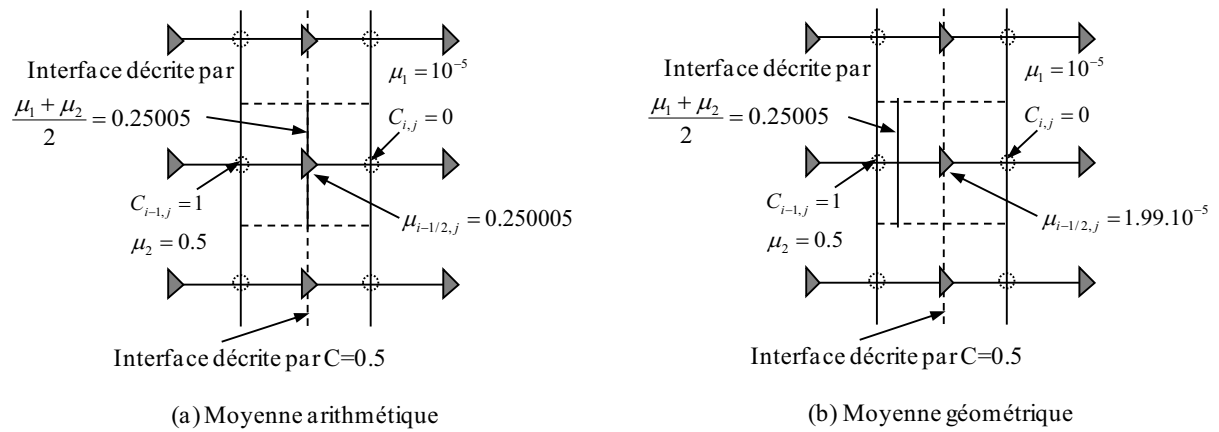 Interface décrite par
μ₁ = 10⁻⁵
(μ₁ + μ₂)/2 = 0.25005
C_{i,j} = 0
C_{i-1,j} = 1
μ_{i-1/2,j} = 0.250005
μ₂ = 0.5
Interface décrite par C=0.5
(a) Moyenne arithmétique
Interface décrite par
μ₁ = 10⁻⁵
(μ₁ + μ₂)/2 = 0.25005
C_{i,j} = 0
C_{i-1,j} = 1
μ_{i-1/2,j} = 1.99.10⁻⁵
μ₂ = 0.5
Interface décrite par C=0.5
(b) Moyenne géométrique